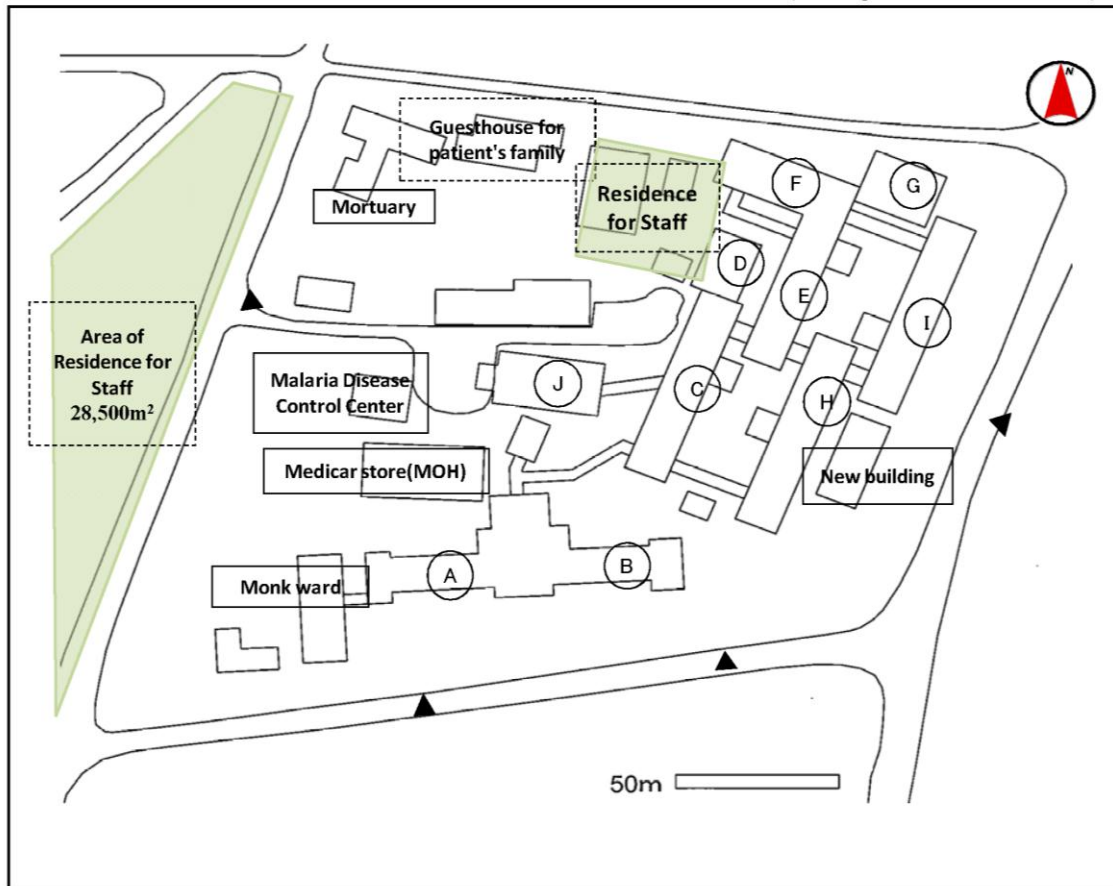 N
Guesthouse for
patient's family
F
G
Residence
for Staff
Mortuary
D
E
I
Area of
Residence for
Staff
28,500m²
Malaria Disease
Control Center
J
C
H
Medicar store(MOH)
New building
Monk ward
A
B
50m